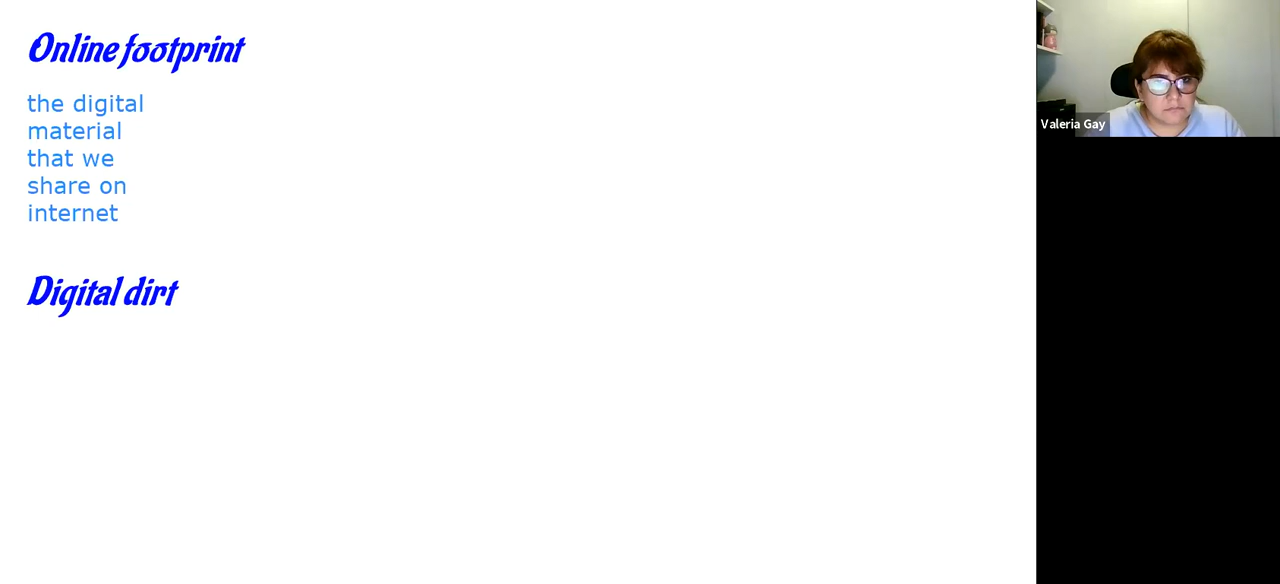 Online footprint
the digital
material
that we
share on
internet
Digital dirt
Valeria Gay